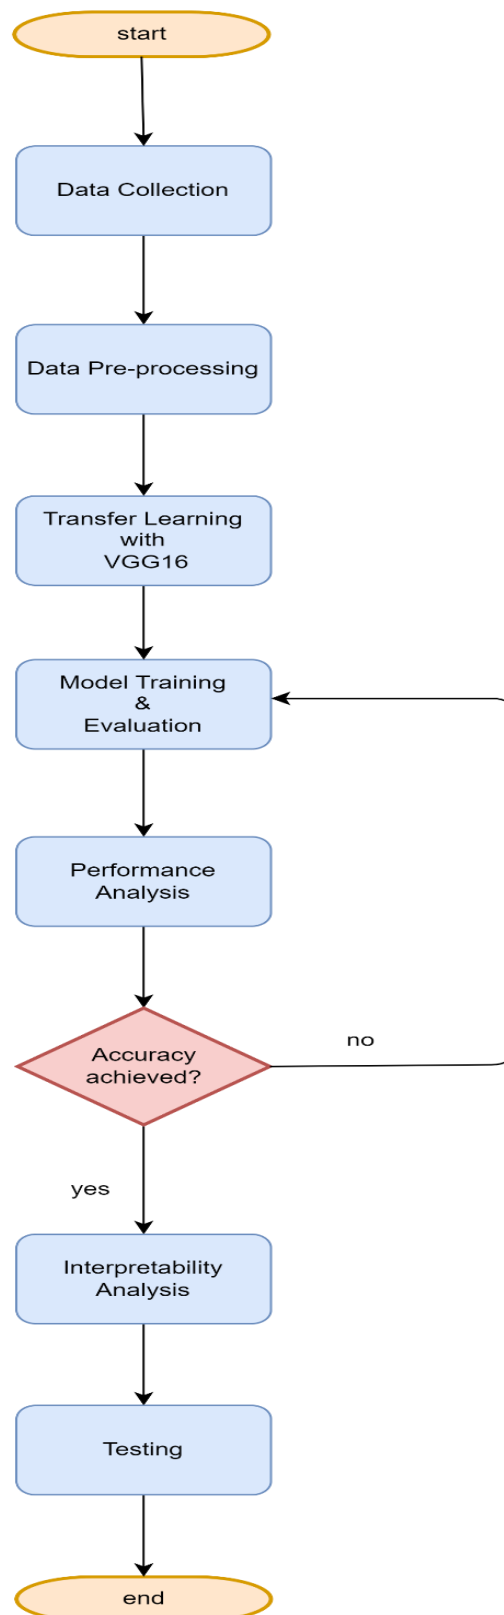 start
Data Collection
Data Pre-processing
Transfer Learning
with
VGG16
Model Training
&
Evaluation
Performance
Analysis
Accuracy
achieved?
no
yes
Interpretability
Analysis
Testing
end